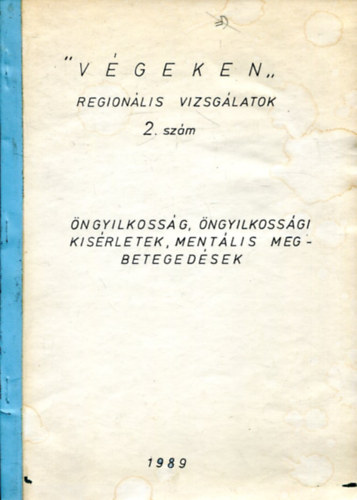 "VÉGEKEN„
REGIONÁLIS VIZSGÁLATOK
2. szám
ÖNGYILKOSSÁG, ÖNGYILKOSSÁGI
KISÉRLETEK, MENTÁLIS MEG-
BETEGEDÉSEK
1989